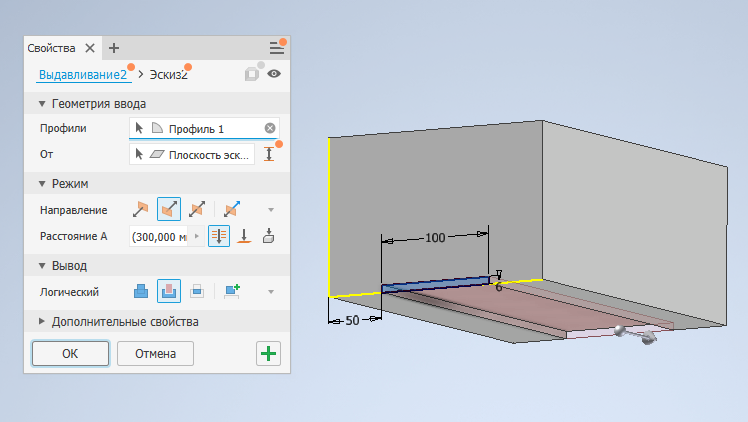 Свойства
Выдавливание2 > Эскиз2
Геометрия ввода
Профили Профиль 1
От Плоскость эск...
Режим
Направление
Расстояние А (300,000 м
Вывод
Логический
Дополнительные свойства
ОК Отмена
100
6
50